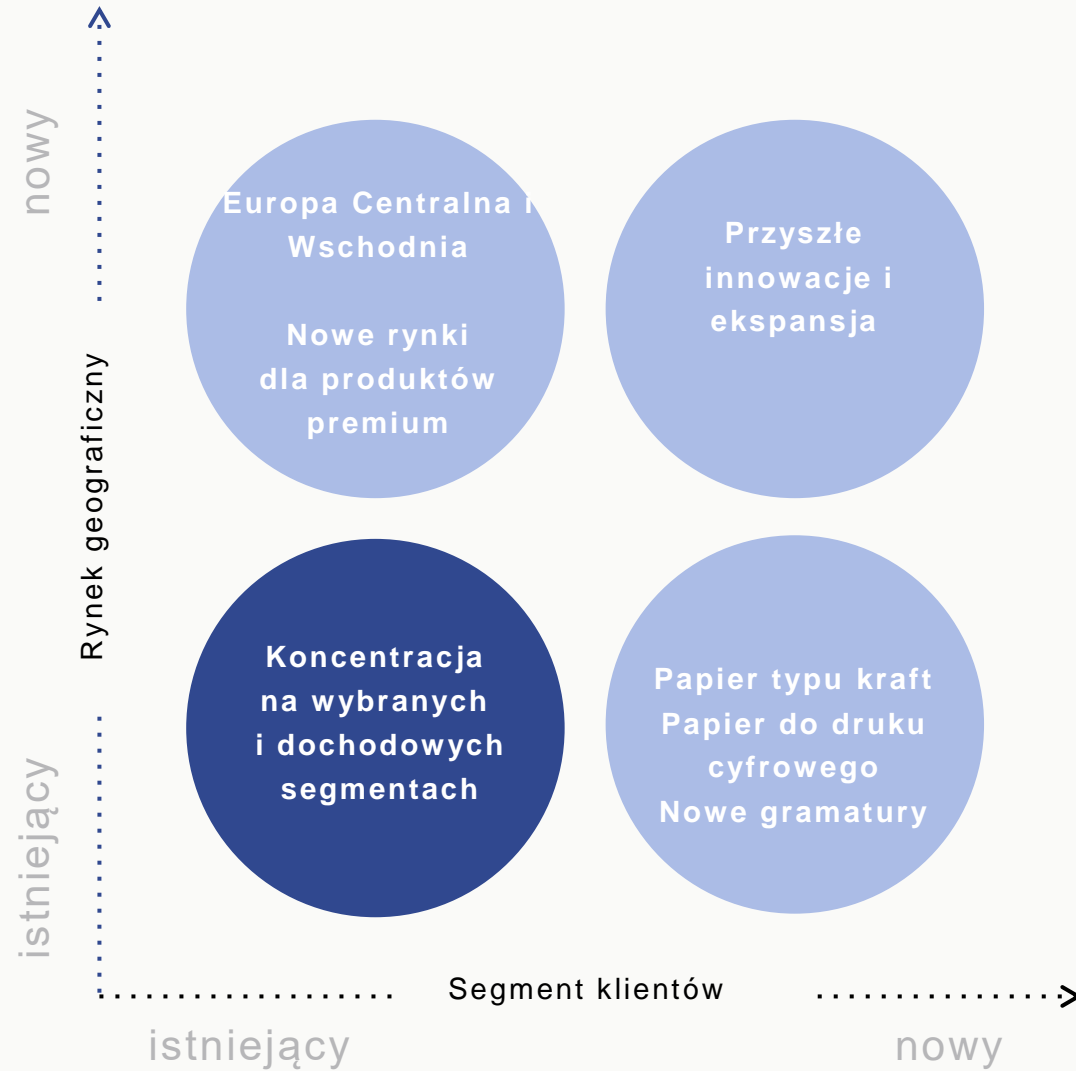 nowy
Europa Centralna i
Wschodnia
Nowe rynki
dla produktów
premium
Przyszłe
innowacje i
ekspansja
Rynek geograficzny
Koncentracja
na wybranych
i dochodowych
segmentach
Papier typu kraft
Papier do druku
cyfrowego
Nowe gramatury
istniejący
Segment klientów
istniejący
nowy